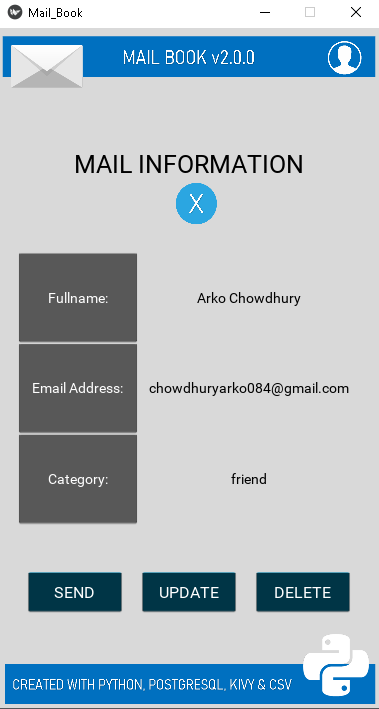 Mail_Book
MAIL BOOK v2.0.0
MAIL INFORMATION
X
Fullname: Arko Chowdhury
Email Address: chowdhuryarko084@gmail.com
Category: friend
SEND UPDATE DELETE
CREATED WITH PYTHON, POSTGRESQL, KIVY & CSV